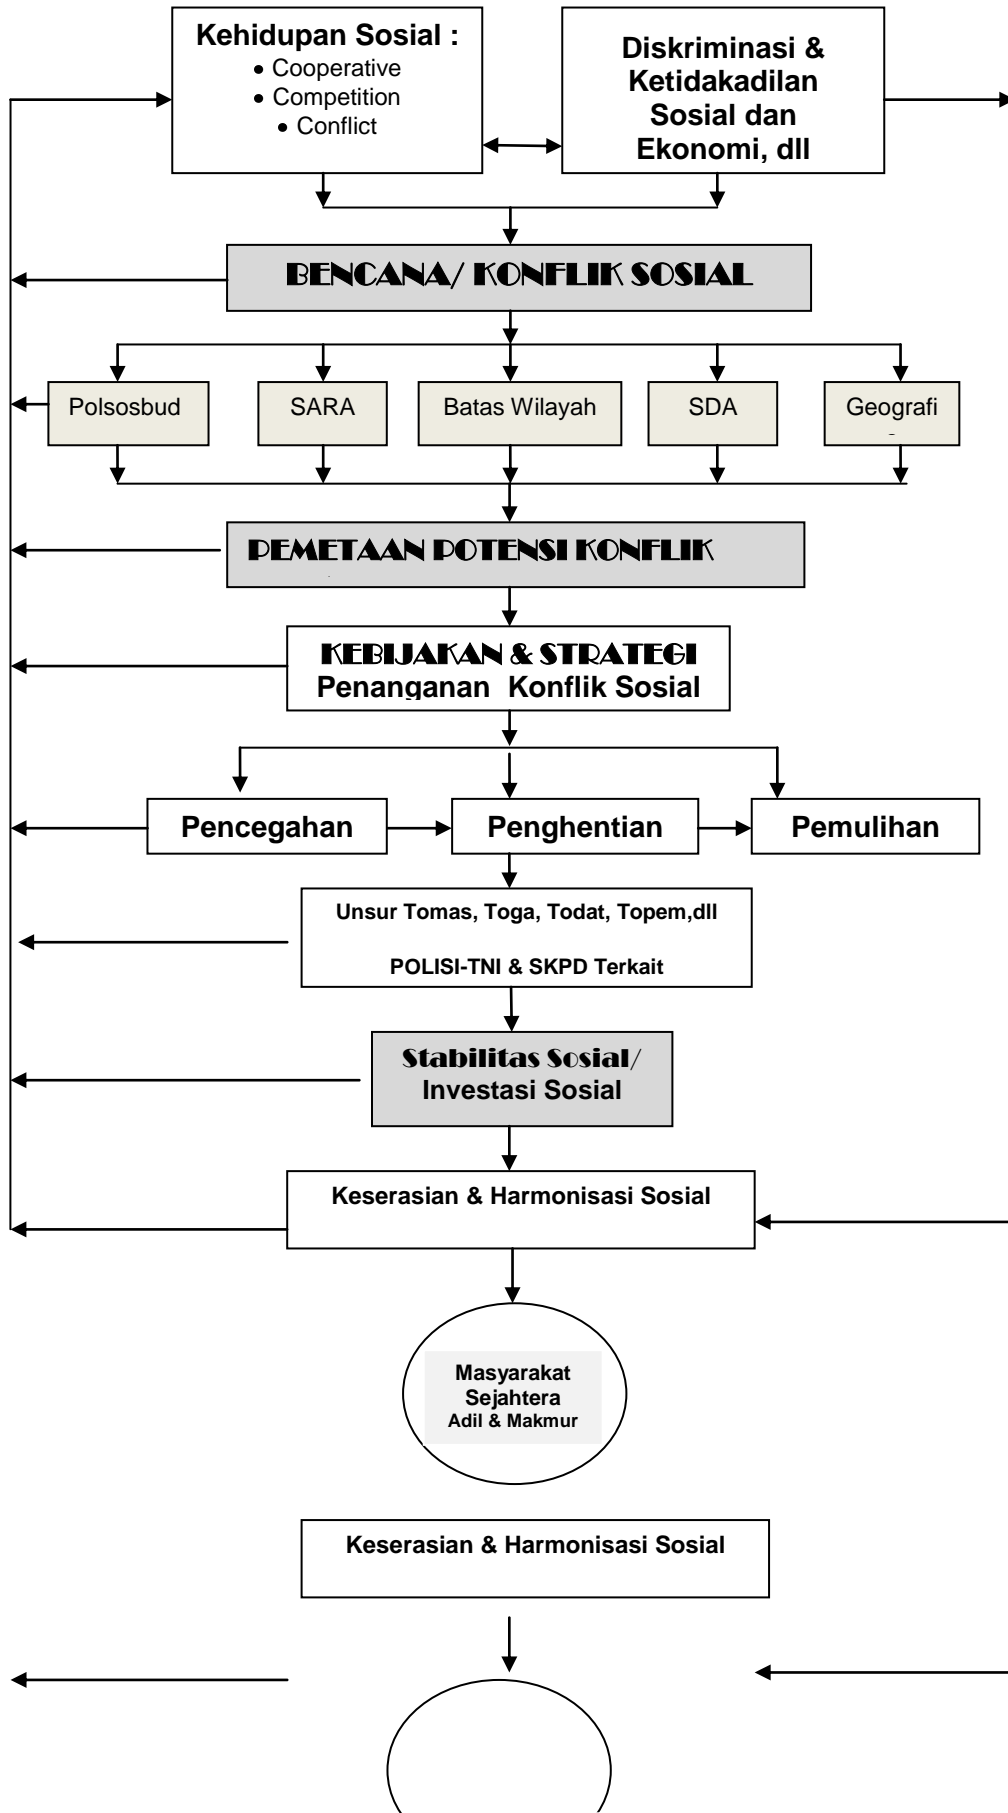 Kehidupan Sosial :
• Cooperative
• Competition
• Conflict
Diskriminasi &
Ketidakadilan
Sosial dan
Ekonomi, dll
BENCANA/ KONFLIK SOSIAL
Polsosbud
SARA
Batas Wilayah
SDA
Geografi
PEMETAAN POTENSI KONFLIK
KEBIJAKAN & STRATEGI
Penanganan Konflik Sosial
Pencegahan
Penghentian
Pemulihan
Unsur Tomas, Toga, Todat, Topem,dll
POLISI-TNI & SKPD Terkait
Stabilitas Sosial/
Investasi Sosial
Keserasian & Harmonisasi Sosial
Masyarakat
Sejahtera
Adil & Makmur
Keserasian & Harmonisasi Sosial